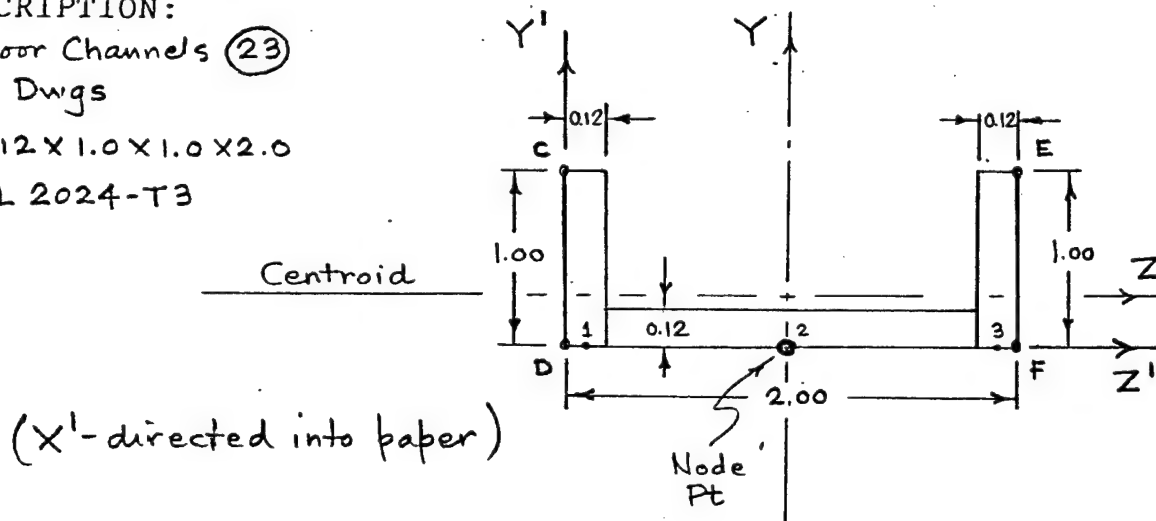 CRIPTION:
oor Channels 23
Dwgs
12 X 1.0 X 1.0 X 2.0
L 2024-T3
Centroid
Y'
Y
0.12
0.12
C
E
1.00
1.00
Z
1
0.12
2
3
D
F
Z'
2.00
(X'-directed into paper)
Node
Pt